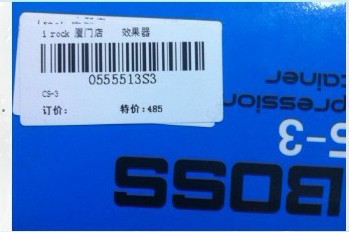 i rock 厦门店 效果器
0555513S3
CS-3
订价: 特价: 485
BOSS
S-3
pression
tainer